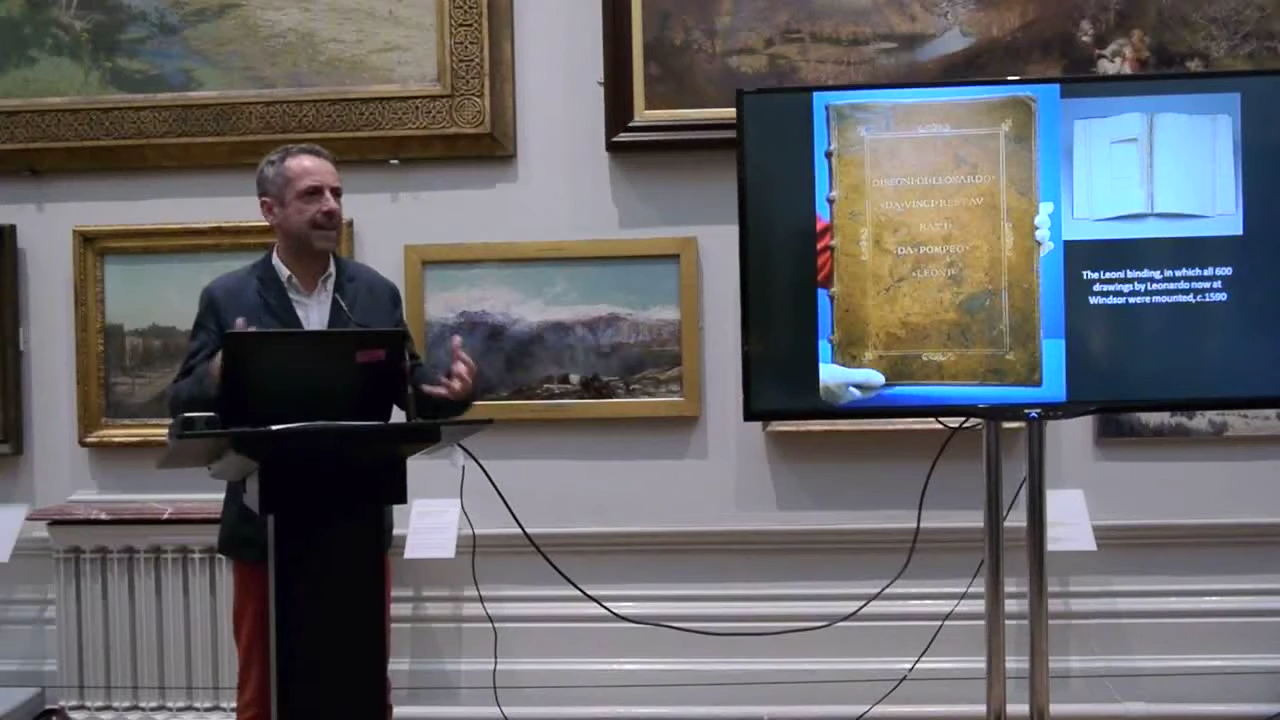 DISEGNI·DI·LEONARDO·
·DA·VINCI·RESTAV
RATI·
·DA·POMPEO·
·LEONI·
The Leoni binding, in which all 600
drawings by Leonardo now at
Windsor were mounted, c.1590